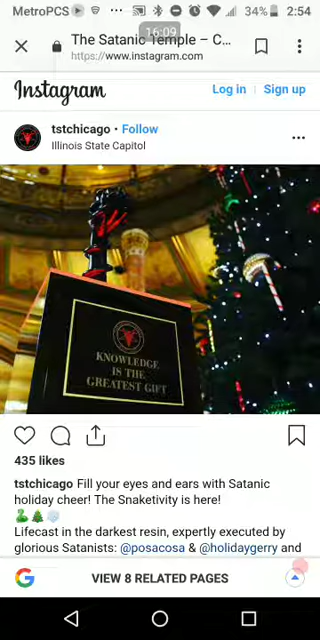 MetroPCS
34% 2:54
16:09
The Satanic Temple – C...
https://www.instagram.com
Instagram
Log in | Sign up
tstchicago • Follow
Illinois State Capitol
KNOWLEDGE
IS THE
GREATEST GIFT
435 likes
tstchicago Fill your eyes and ears with Satanic
holiday cheer! The Snaketivity is here!
🐍🎄❄️
Lifecast in the darkest resin, expertly executed by
glorious Satanists: @posacosa & @holidaygerry and
G VIEW 8 RELATED PAGES